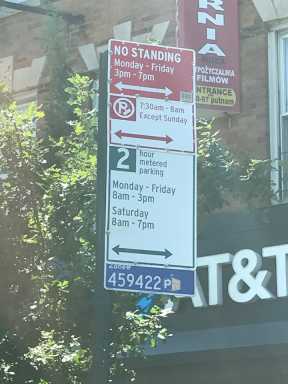 RNIA
WYPOŻYCZALNIA
FILMÓW
ENTRANCE
putnam
NO STANDING
Monday - Friday
3pm - 7pm
P
7:30am - 8am
Except Sunday
2 hour
metered
parking
Monday - Friday
8am - 3pm
Saturday
8am - 7pm
459422 P
AT&T